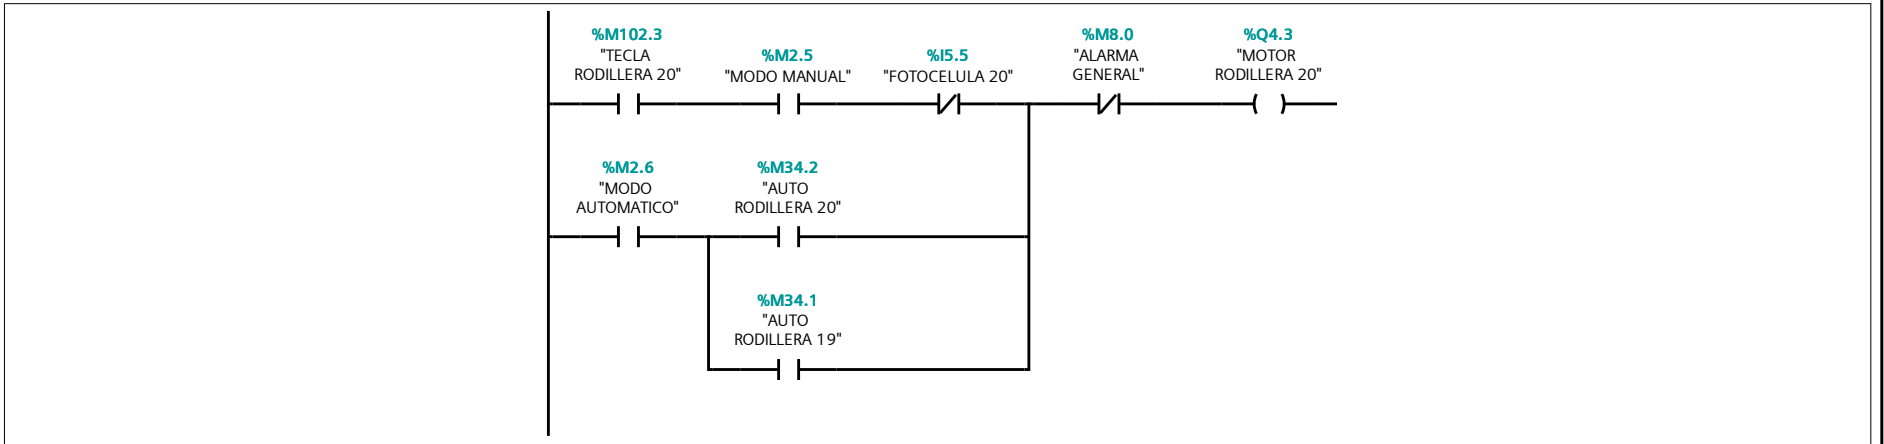 %M102.3
"TECLA
RODILLERA 20"
%M2.5
"MODO MANUAL"
%I5.5
"FOTOCELULA 20"
%M8.0
"ALARMA
GENERAL"
%Q4.3
"MOTOR
RODILLERA 20"
%M2.6
"MODO
AUTOMATICO"
%M34.2
"AUTO
RODILLERA 20"
%M34.1
"AUTO
RODILLERA 19"